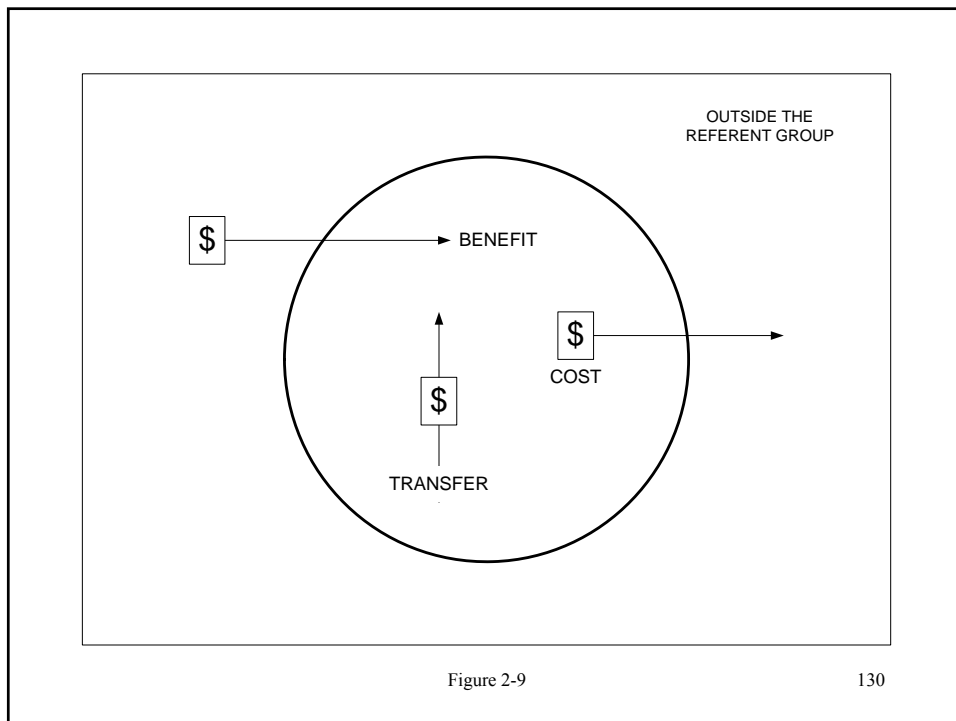 OUTSIDE THE
REFERENT GROUP
$
BENEFIT
$
COST
$
TRANSFER
Figure 2-9
130